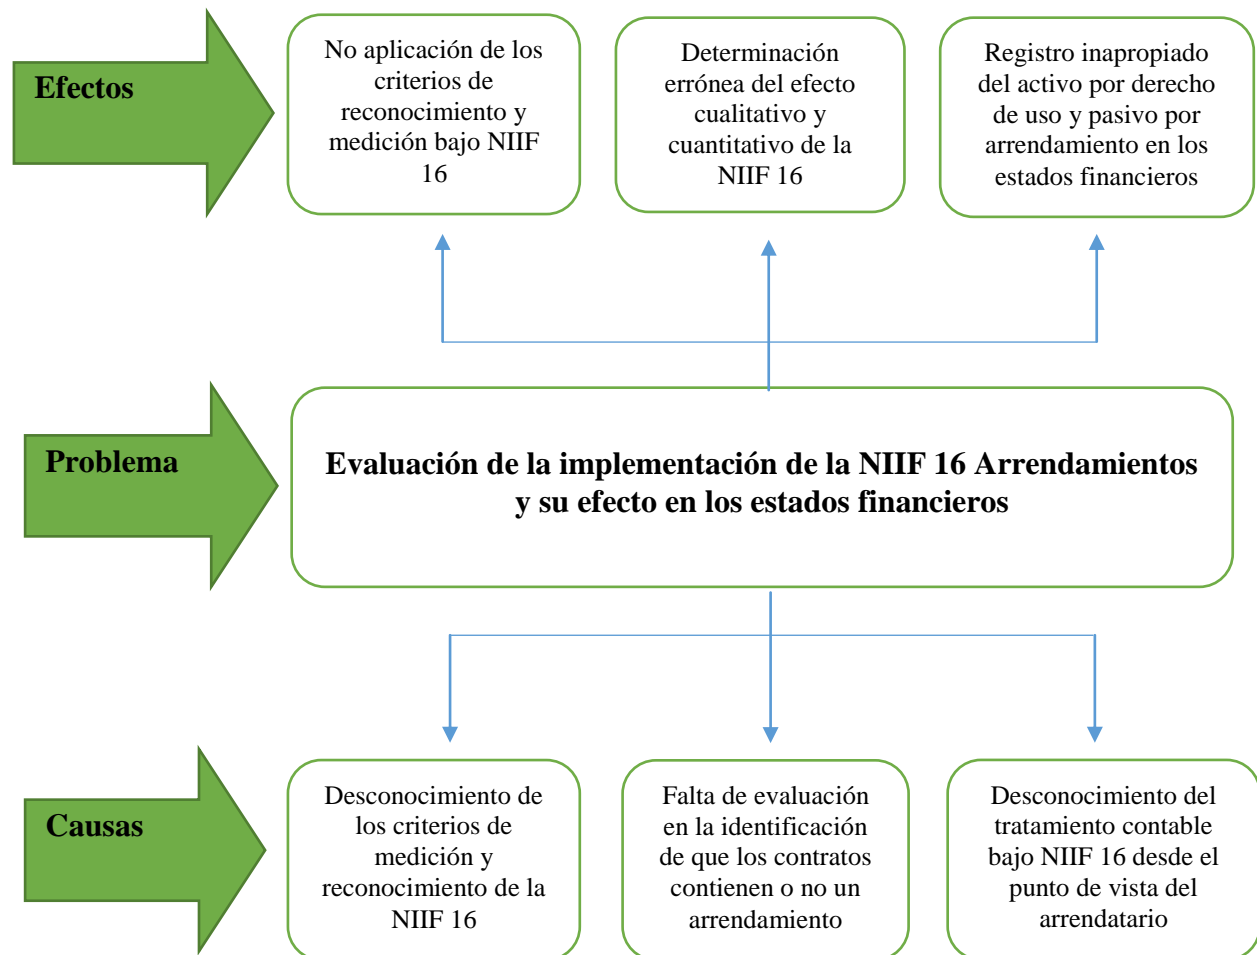 Efectos
No aplicación de los
criterios de
reconocimiento y
medición bajo NIIF
16
Determinación
errónea del efecto
cualitativo y
cuantitativo de la
NIIF 16
Registro inapropiado
del activo por derecho
de uso y pasivo por
arrendamiento en los
estados financieros
Problema
Evaluación de la implementación de la NIIF 16 Arrendamientos
y su efecto en los estados financieros
Causas
Desconocimiento de
los criterios de
medición y
reconocimiento de la
NIIF 16
Falta de evaluación
en la identificación
de que los contratos
contienen o no un
arrendamiento
Desconocimiento del
tratamiento contable
bajo NIIF 16 desde el
punto de vista del
arrendatario